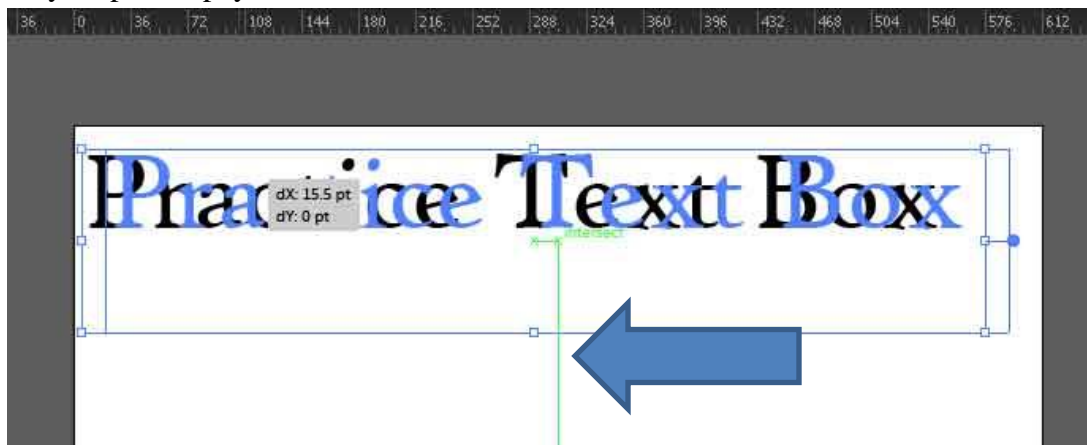 36 0 36 72 108 144 180 216 252 288 324 360 396 432 468 504 540 576 612
Practice Text Box
dX: 15.5 pt
dY: 0 pt
intersect